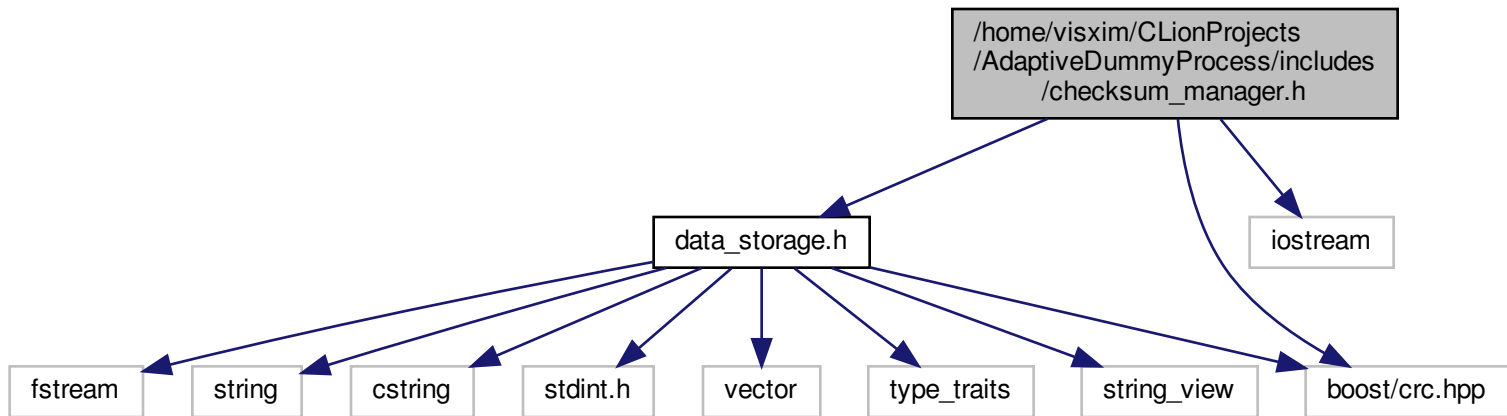 /home/visxim/CLionProjects
/AdaptiveDummyProcess/includes
/checksum_manager.h
data_storage.h
iostream
fstream
string
cstring
stdint.h
vector
type_traits
string_view
boost/crc.hpp